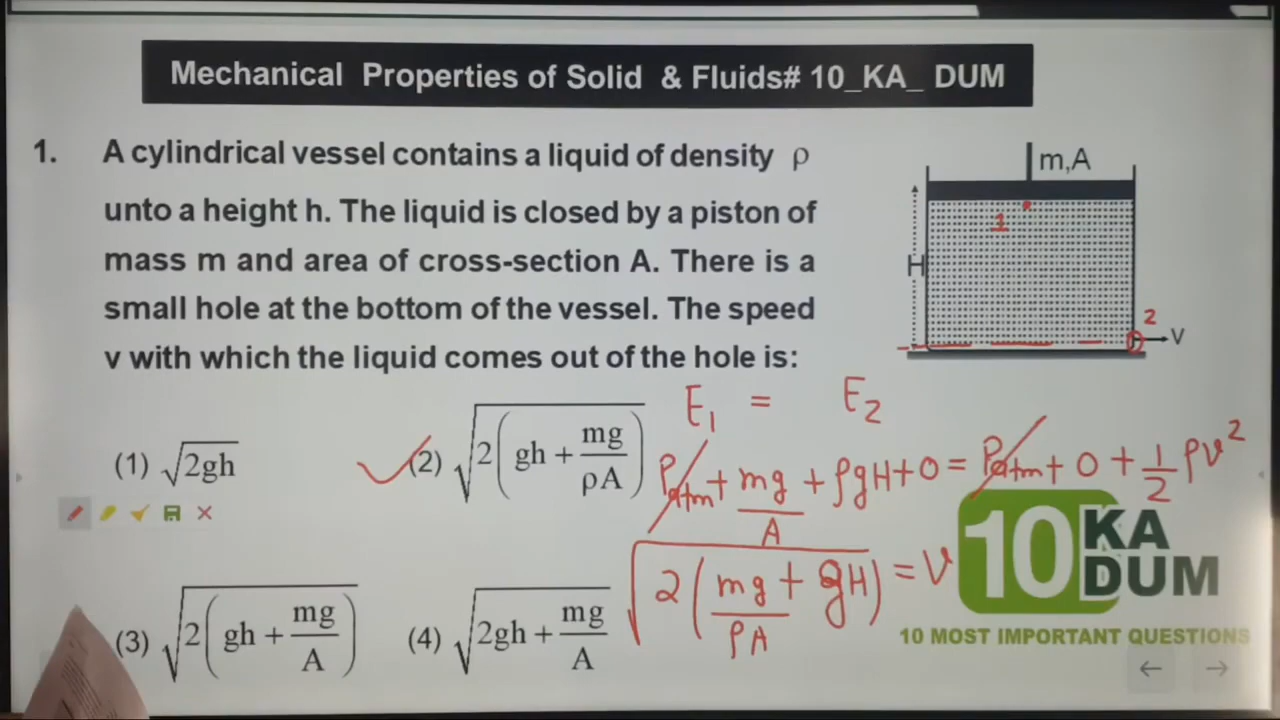 Mechanical Properties of Solid & Fluids# 10_KA_ DUM
1. A cylindrical vessel contains a liquid of density ρ
unto a height h. The liquid is closed by a piston of
mass m and area of cross-section A. There is a
small hole at the bottom of the vessel. The speed
v with which the liquid comes out of the hole is:
m,A
1
H
2
V
(1) √2gh
(2) √2(gh + mg/ρA)
(3) √2(gh + mg/A)
(4) √2gh + mg/A
E₁ = E₂
Patm + mg/A + ρgH + 0 = Patm + 0 + 1/2 ρv²
√2(mg/ρA + gH) = v
10 KA DUM
10 MOST IMPORTANT QUESTIONS